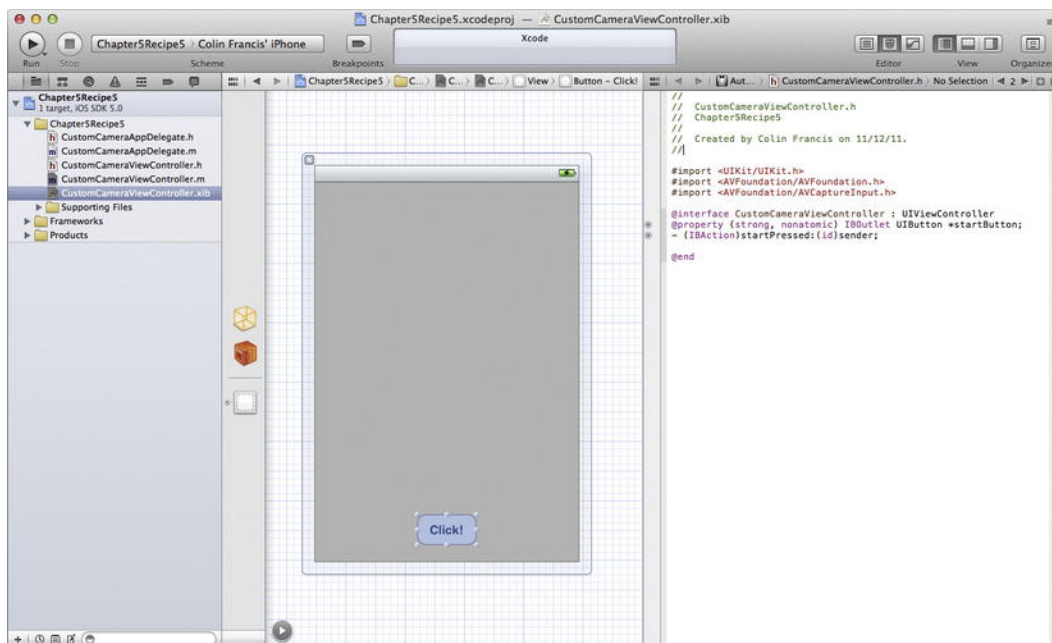 Chapter5Recipe5.xcodeproj — CustomCameraViewController.xib
Run
Stop
Chapter5Recipe5 › Colin Francis' iPhone
Scheme
Breakpoints
Xcode
Editor
View
Organizer
Chapter5Recipe5
1 target, iOS SDK 5.0
Chapter5Recipe5
h CustomCameraAppDelegate.h
m CustomCameraAppDelegate.m
h CustomCameraViewController.h
m CustomCameraViewController.m
CustomCameraViewController.xib
Supporting Files
Frameworks
Products
Chapter5Recipe5 › C... › C... › C... › View › Button - Click!
Click!
Aut... › h CustomCameraViewController.h › No Selection 2
//
// CustomCameraViewController.h
// Chapter5Recipe5
//
// Created by Colin Francis on 11/12/11.
//
#import <UIKit/UIKit.h>
#import <AVFoundation/AVFoundation.h>
#import <AVFoundation/AVCaptureInput.h>
@interface CustomCameraViewController : UIViewController
@property (strong, nonatomic) IBOutlet UIButton *startButton;
- (IBAction)startPressed:(id)sender;
@end